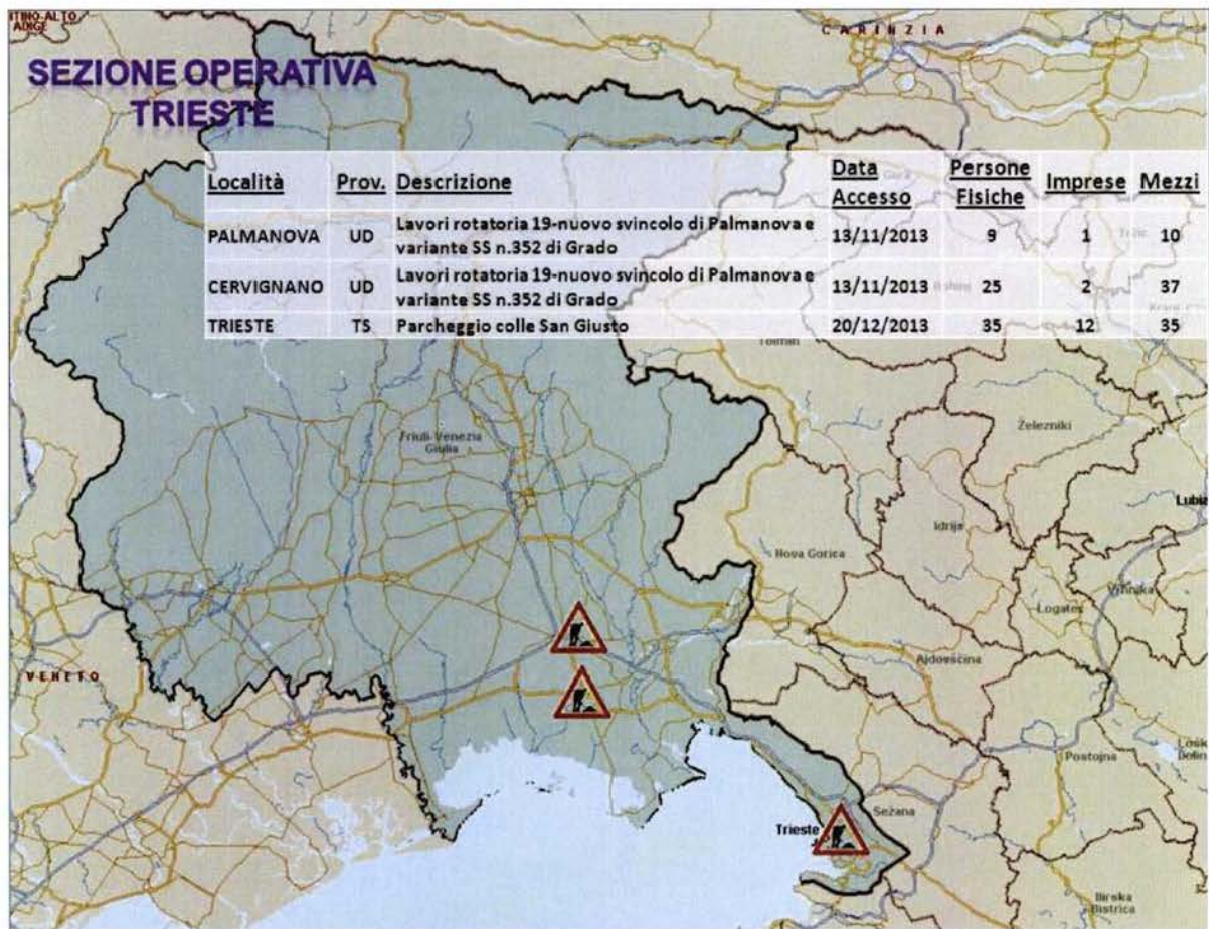 CARINZIA
SEZIONE OPERATIVA
TRIESTE
Località Prov. Descrizione Data Accesso Persone Fisiche Imprese Mezzi
PALMANOVA UD Lavori rotatoria 19-nuovo svincolo di Palmanova e variante SS n.352 di Grado 13/11/2013 9 1 10
CERVIGNANO UD Lavori rotatoria 19-nuovo svincolo di Palmanova e variante SS n.352 di Grado 13/11/2013 25 2 37
TRIESTE TS Parcheggio colle San Giusto 20/12/2013 35 12 35
Tolmin
Železniki
Friuli-Venezia
Giulia
Idrija
Nova Gorica
Vrhnika
Logatec
Ajdovščina
VENETO
Postojna
Sežana
Trieste
Ilirska
Bistrica